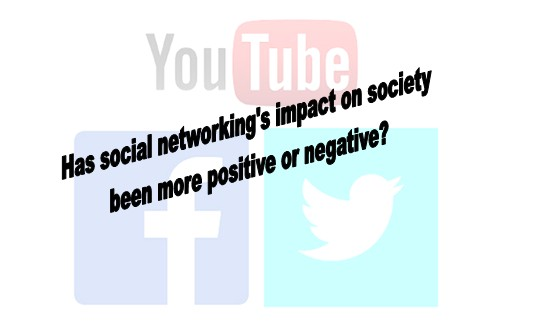 YouTube
Has social networking's impact on society
been more positive or negative?
f